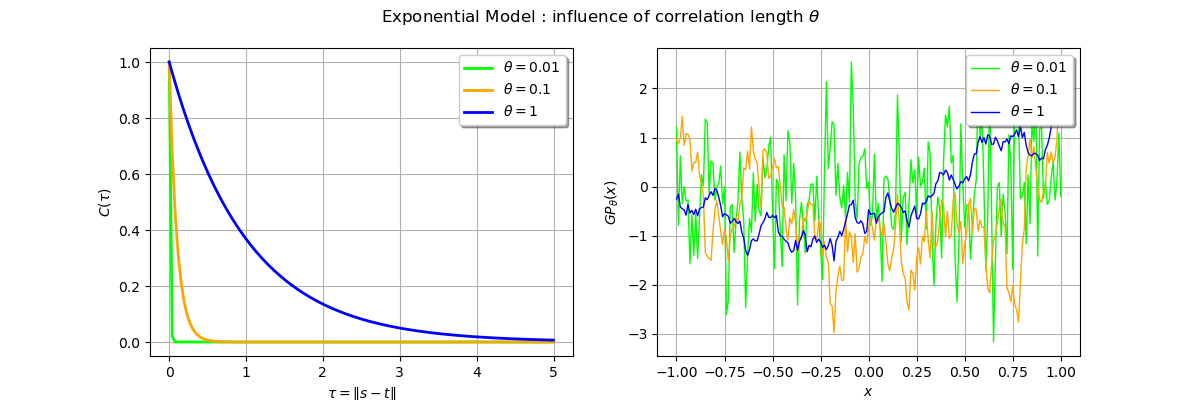 Exponential Model : influence of correlation length θ
C(τ)
1.0
0.8
0.6
0.4
0.2
0.0
0 1 2 3 4 5
τ = ‖s − t‖
θ = 0.01
θ = 0.1
θ = 1
GP_θ(x)
2
1
0
−1
−2
−3
−1.00 −0.75 −0.50 −0.25 0.00 0.25 0.50 0.75 1.00
x
θ = 0.01
θ = 0.1
θ = 1